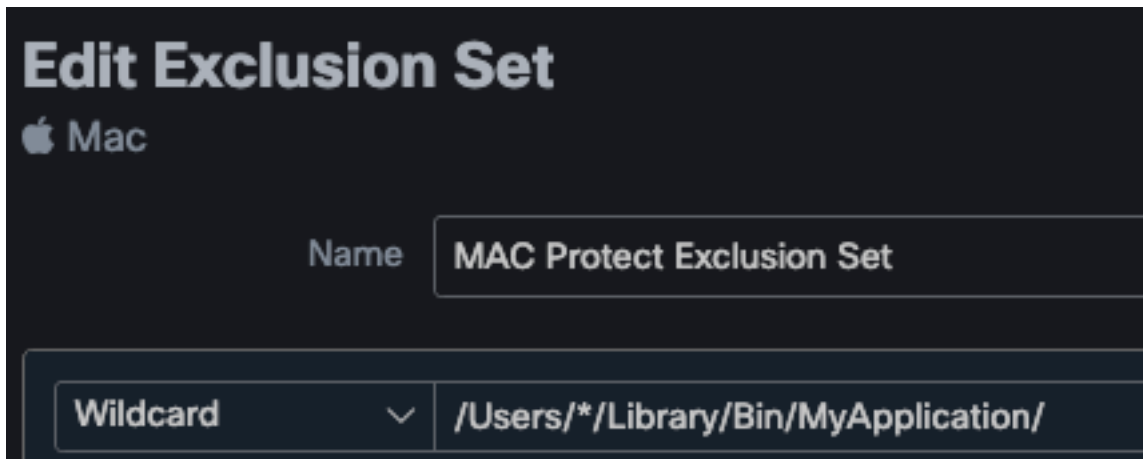 Edit Exclusion Set
Mac
Name MAC Protect Exclusion Set
Wildcard /Users/*/Library/Bin/MyApplication/